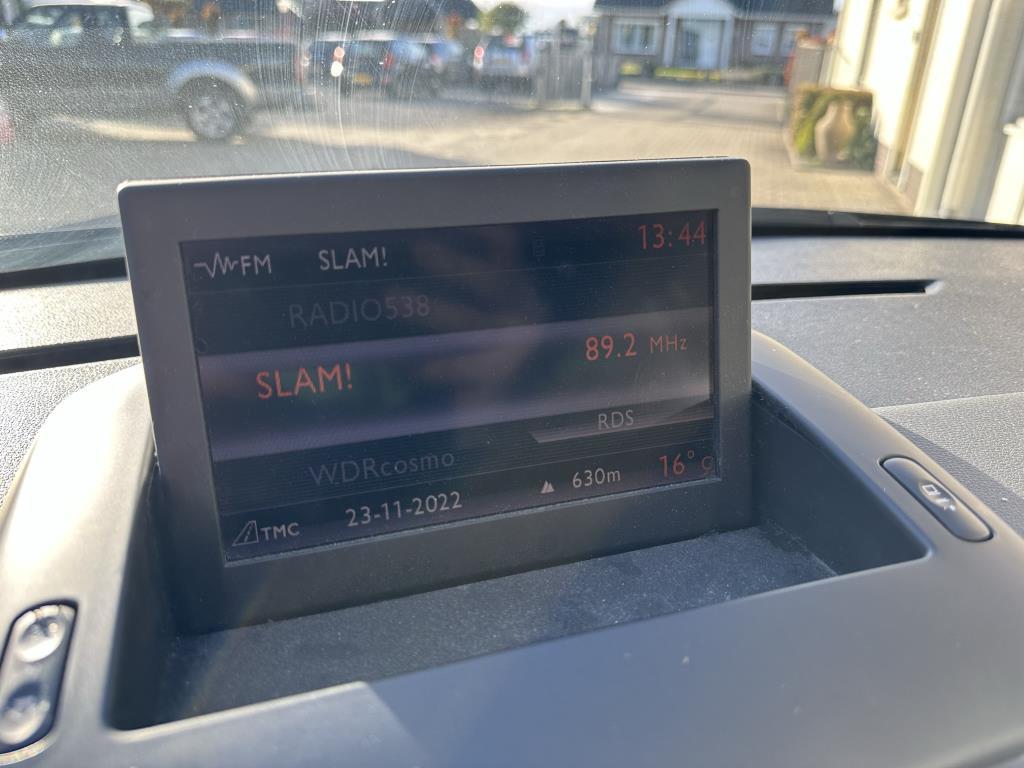 FM SLAM! 13:44
RADIO538
SLAM! 89.2 MHz
RDS
WDRcosmo
TMC 23-11-2022 630m 16°C